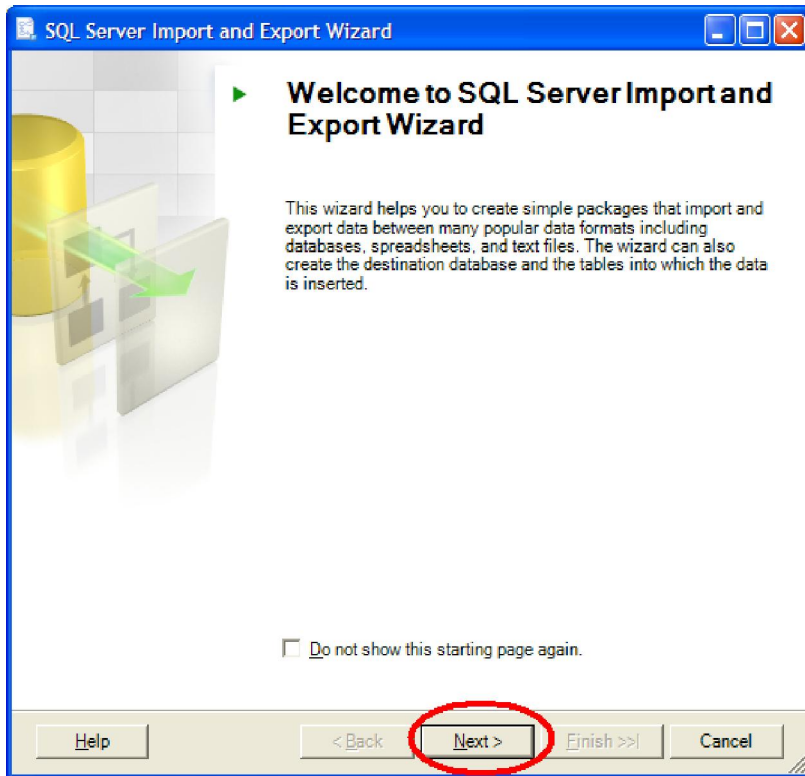 SQL Server Import and Export Wizard
Welcome to SQL Server Import and
Export Wizard
This wizard helps you to create simple packages that import and
export data between many popular data formats including
databases, spreadsheets, and text files. The wizard can also
create the destination database and the tables into which the data
is inserted.
Do not show this starting page again.
Help
< Back
Next >
Finish >>|
Cancel